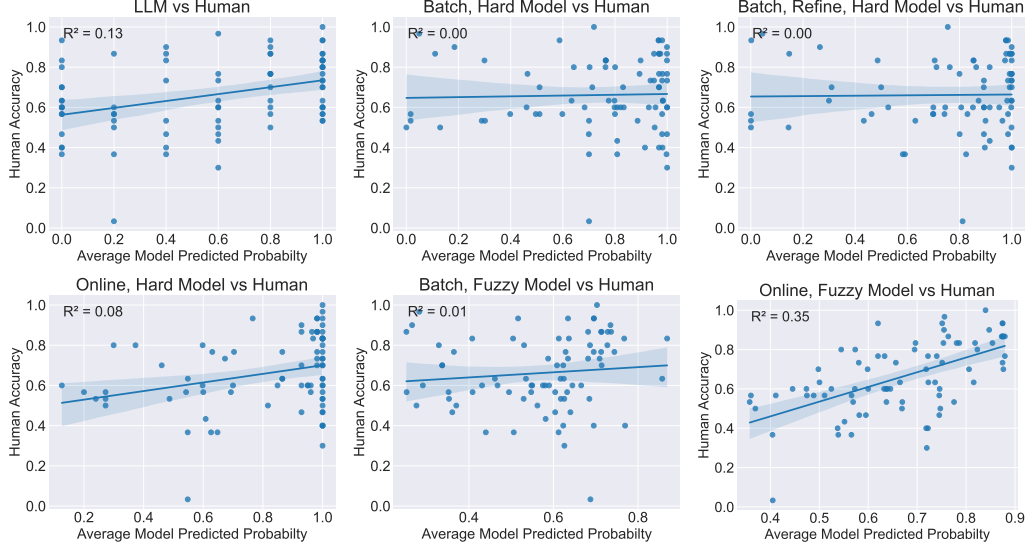 LLM vs Human
R² = 0.13
Human Accuracy
1.0
0.8
0.6
0.4
0.2
0.0
0.0 0.2 0.4 0.6 0.8 1.0
Average Model Predicted Probabilty
Batch, Hard Model vs Human
R² = 0.00
Human Accuracy
1.0
0.8
0.6
0.4
0.2
0.0
0.0 0.2 0.4 0.6 0.8 1.0
Average Model Predicted Probabilty
Batch, Refine, Hard Model vs Human
R² = 0.00
Human Accuracy
1.0
0.8
0.6
0.4
0.2
0.0
0.0 0.2 0.4 0.6 0.8 1.0
Average Model Predicted Probabilty
Online, Hard Model vs Human
R² = 0.08
Human Accuracy
1.0
0.8
0.6
0.4
0.2
0.0
0.2 0.4 0.6 0.8 1.0
Average Model Predicted Probabilty
Batch, Fuzzy Model vs Human
R² = 0.01
Human Accuracy
1.0
0.8
0.6
0.4
0.2
0.0
0.4 0.6 0.8
Average Model Predicted Probabilty
Online, Fuzzy Model vs Human
R² = 0.35
Human Accuracy
1.0
0.8
0.6
0.4
0.2
0.0
0.4 0.5 0.6 0.7 0.8 0.9
Average Model Predicted Probabilty